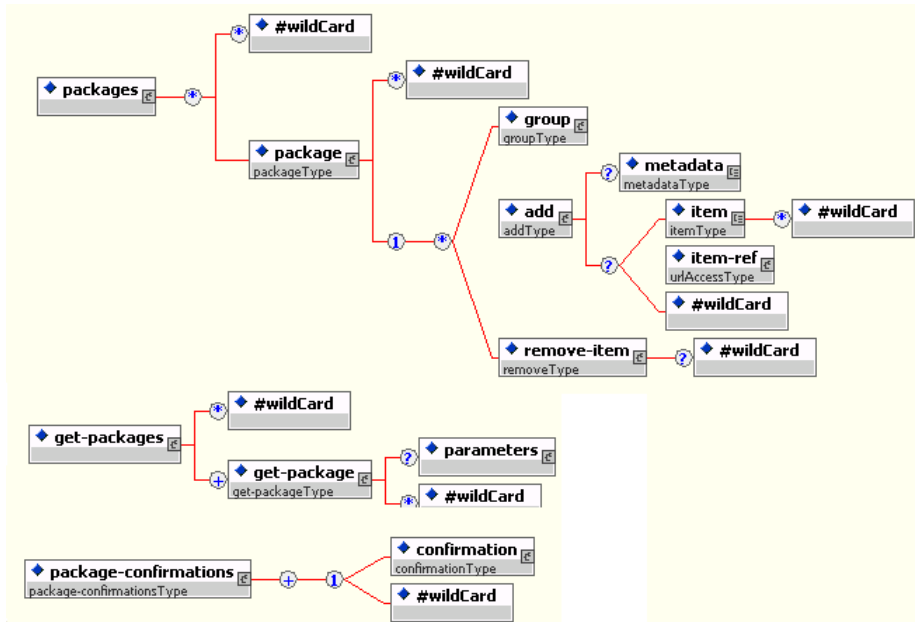 * #wildCard
packages *
* #wildCard
package
packageType
group
groupType
1 *
? metadata
metadataType
add
addType
item
itemType
* #wildCard
?
item-ref
urlAccessType
#wildCard
remove-item
removeType
? #wildCard
* #wildCard
get-packages
+ get-package
get-packageType
? parameters
* #wildCard
package-confirmations
package-confirmationsType
+ 1
confirmation
confirmationType
#wildCard